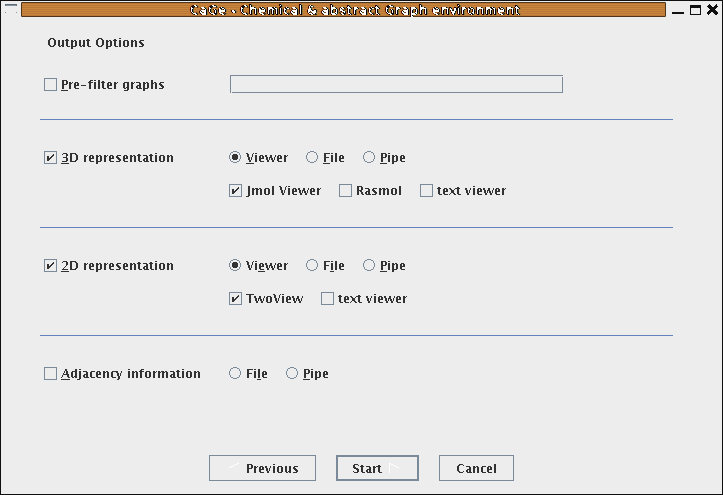 CaGe - Chemical & abstract Graph environment
Output Options
Pre-filter graphs
3D representation Viewer File Pipe
Jmol Viewer Rasmol text viewer
2D representation Viewer File Pipe
TwoView text viewer
Adjacency information File Pipe
Previous Start Cancel